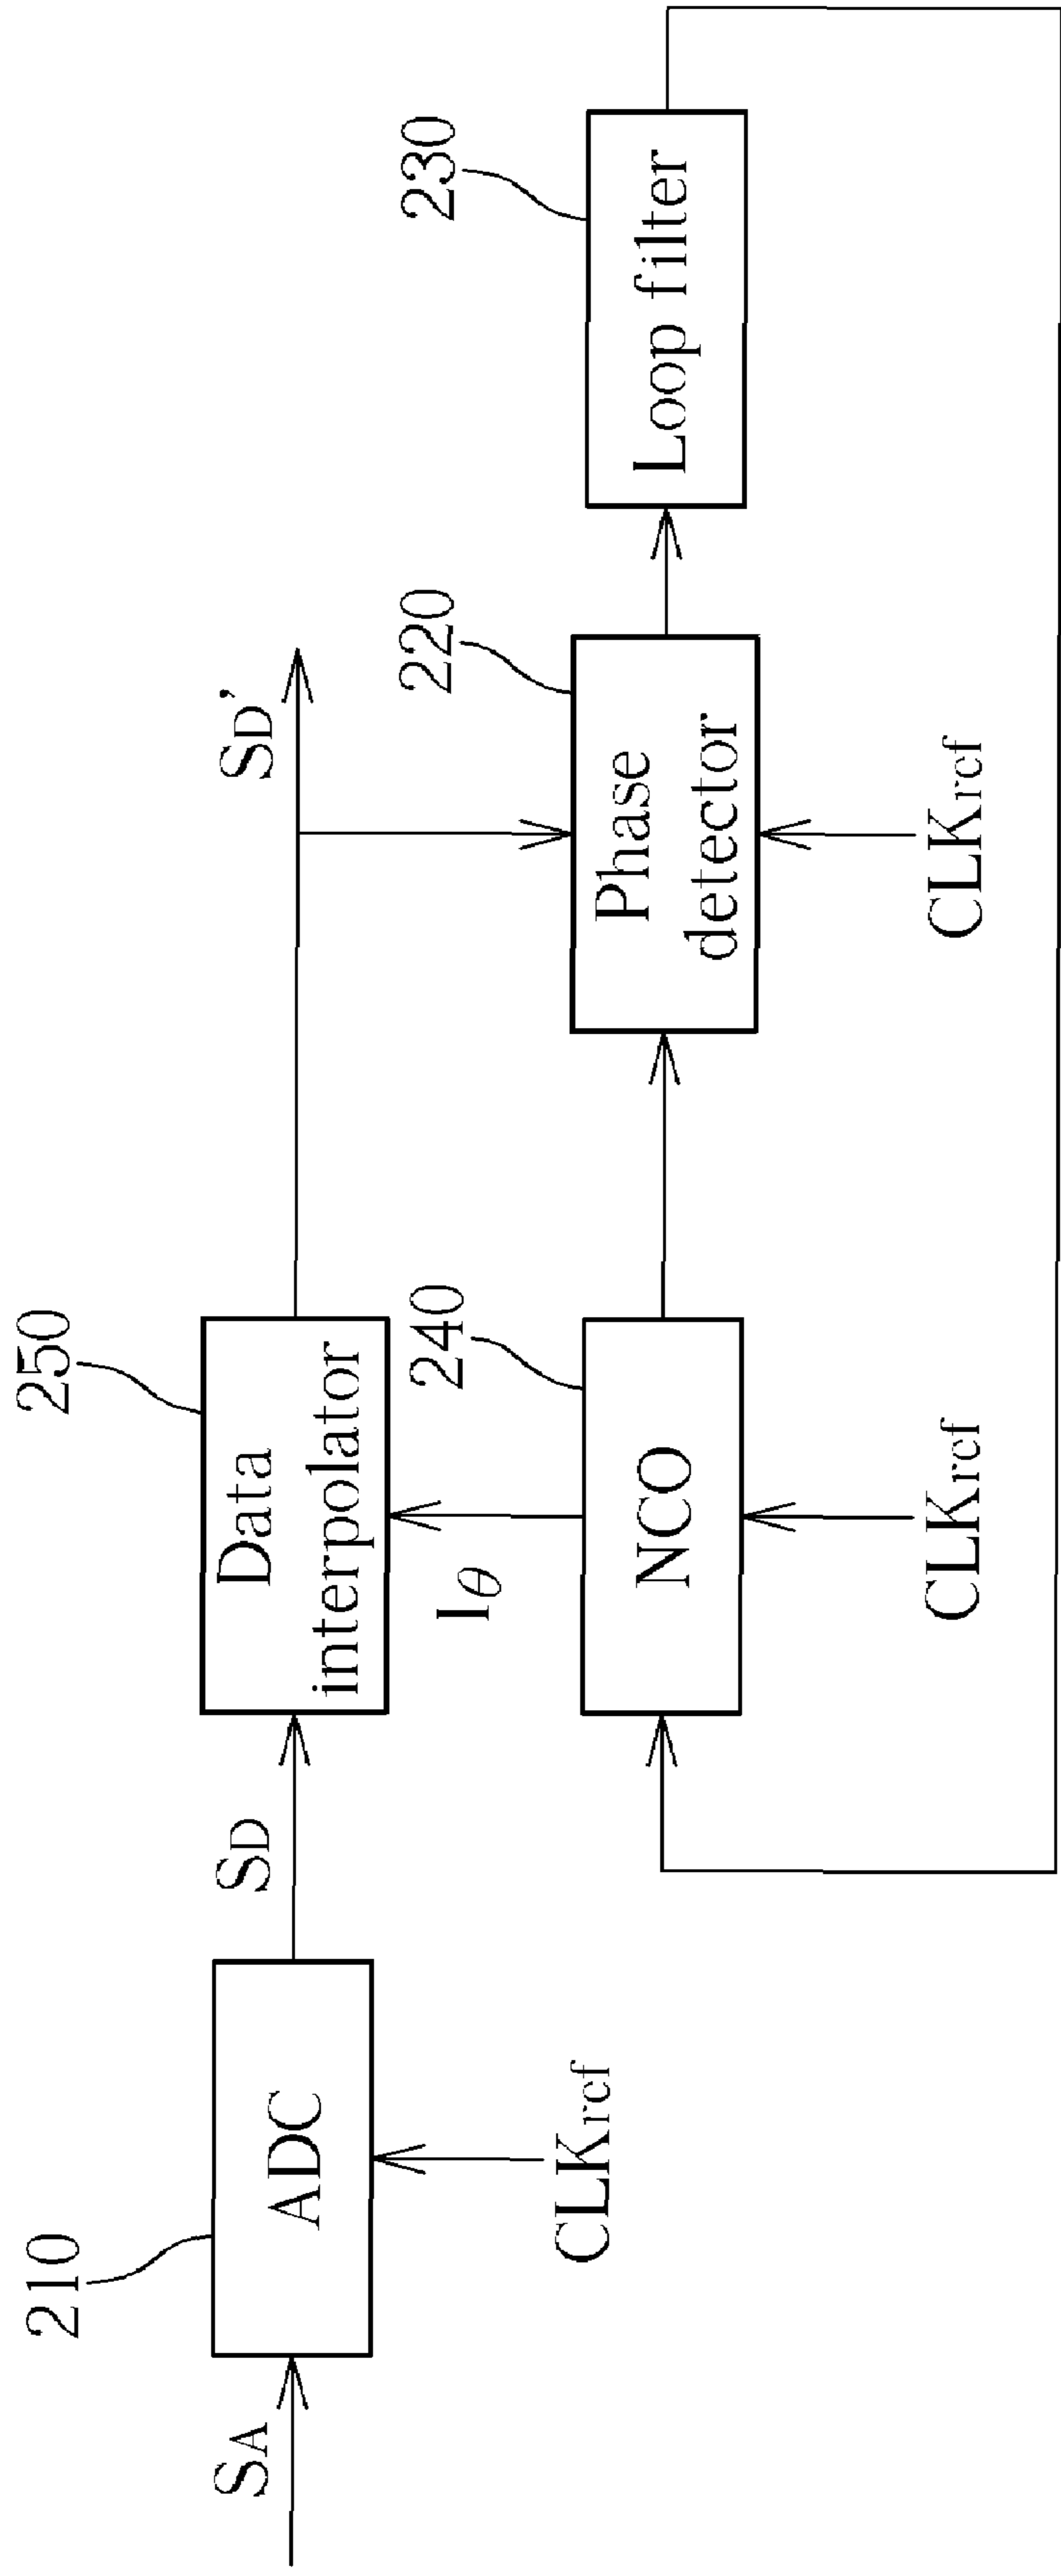 250
Data
interpolator
SD'
210
SA
ADC
SD
Iθ
CLKref
240
NCO
CLKref
220
Phase
detector
CLKref
230
Loop filter